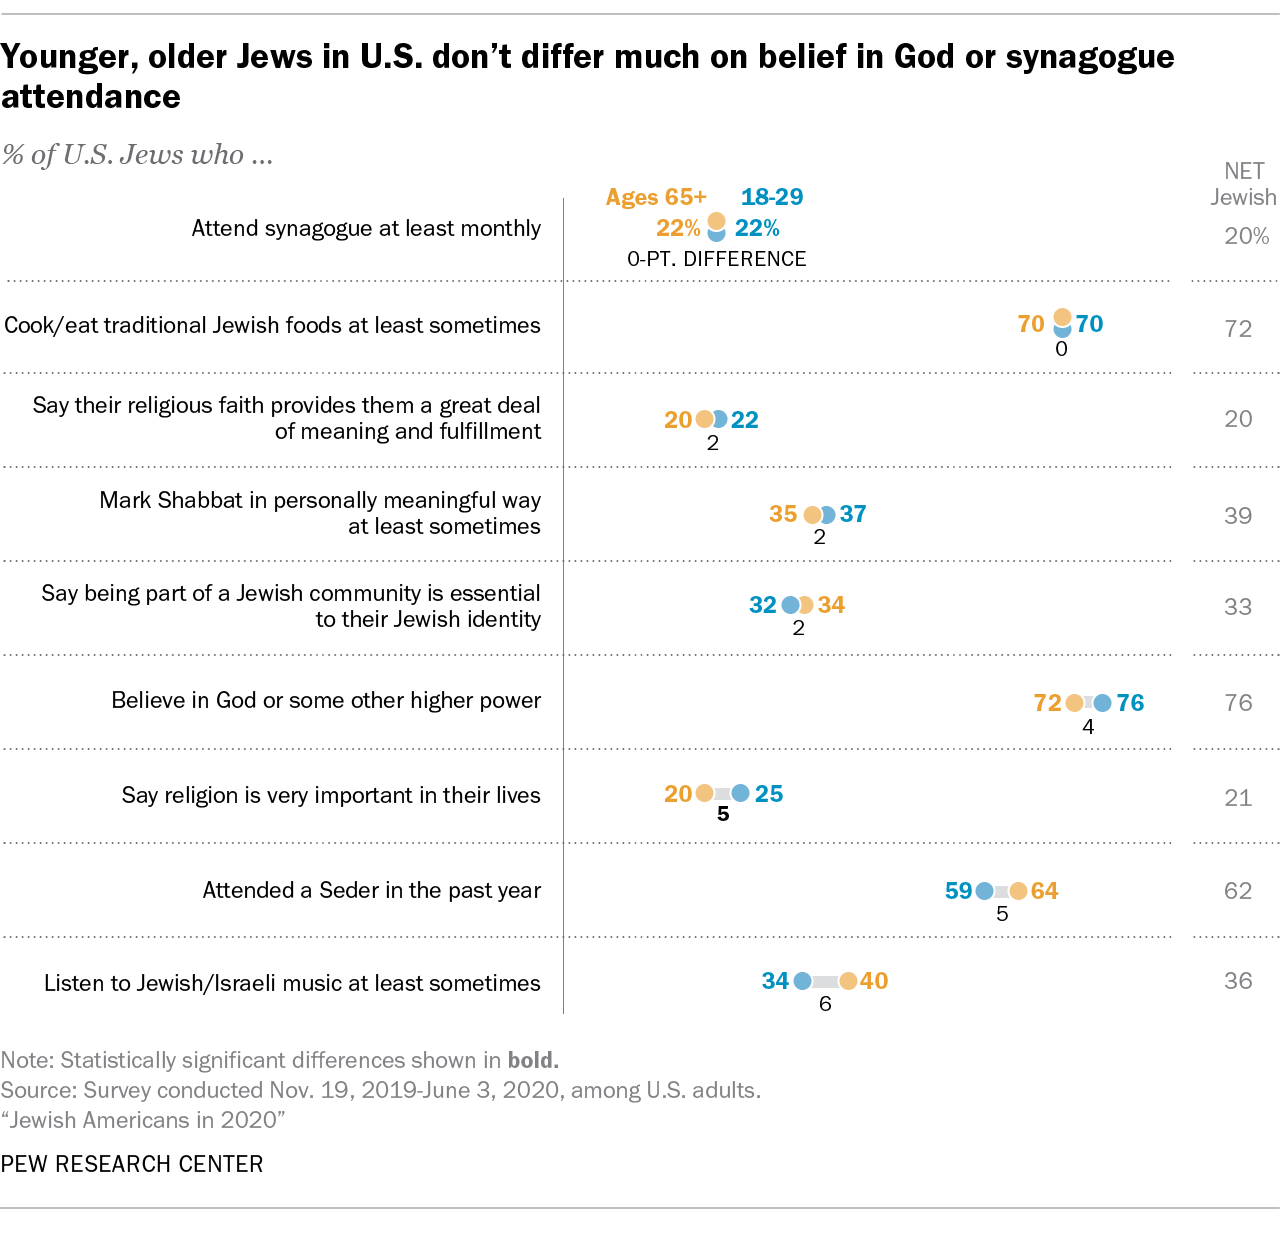 Younger, older Jews in U.S. don’t differ much on belief in God or synagogue
attendance
% of U.S. Jews who ...
NET
Jewish
Ages 65+ 18-29
Attend synagogue at least monthly 22% 22% 20%
0-PT. DIFFERENCE
Cook/eat traditional Jewish foods at least sometimes 70 70 72
0
Say their religious faith provides them a great deal
of meaning and fulfillment 20 22 20
2
Mark Shabbat in personally meaningful way
at least sometimes 35 37 39
2
Say being part of a Jewish community is essential
to their Jewish identity 32 34 33
2
Believe in God or some other higher power 72 76 76
4
Say religion is very important in their lives 20 25 21
5
Attended a Seder in the past year 59 64 62
5
Listen to Jewish/Israeli music at least sometimes 34 40 36
6
Note: Statistically significant differences shown in bold.
Source: Survey conducted Nov. 19, 2019-June 3, 2020, among U.S. adults.
“Jewish Americans in 2020”
PEW RESEARCH CENTER